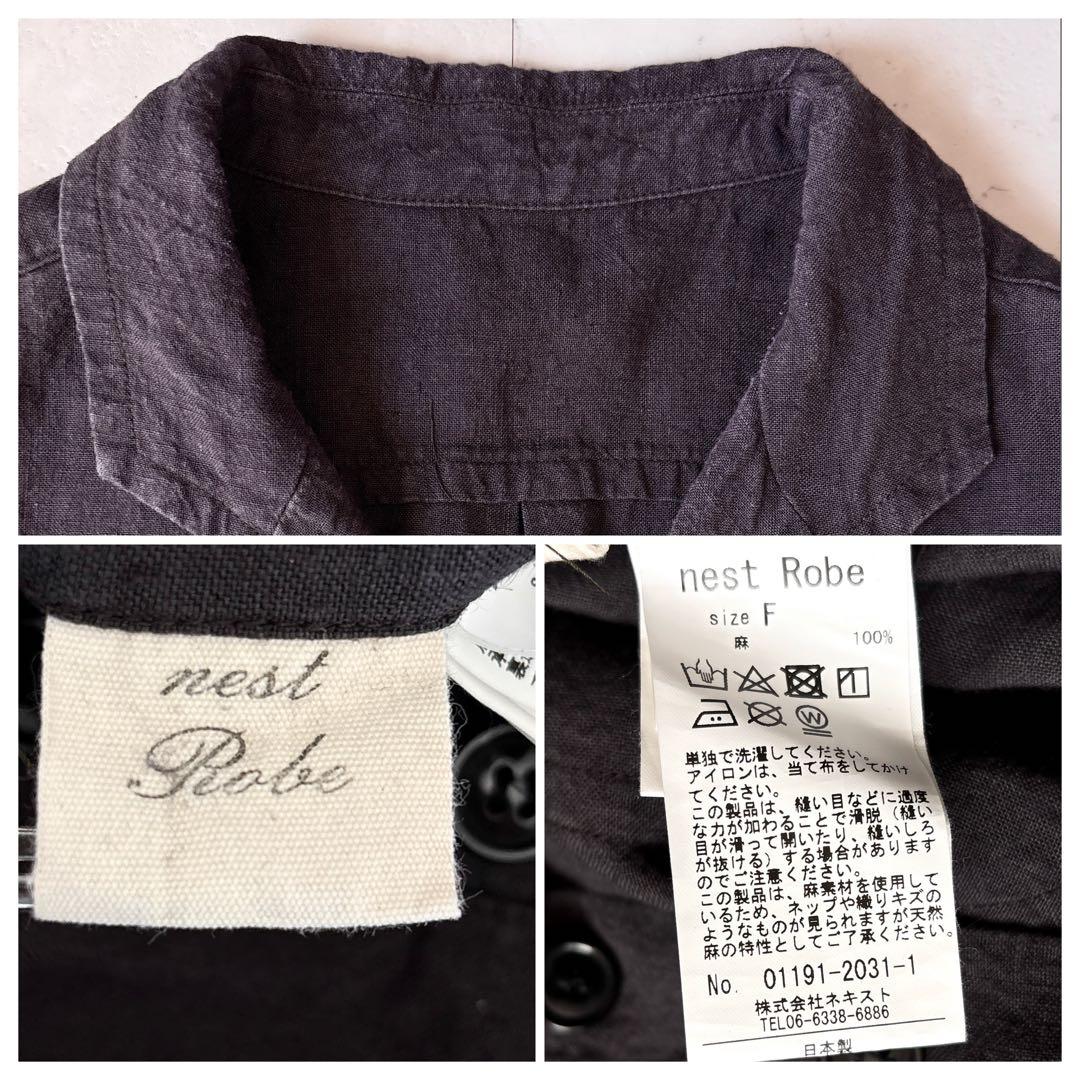 nest
Robe
nest Robe
size F
麻 100%
単独で洗濯してください。
アイロンは、当て布をしてかけ
てください。
この製品は、縫い目などに過度
な力が加わることで滑脱（縫い
目が滑って開いたり、縫いしろ
が抜ける）する場合があります
のでご注意ください。
この製品は、麻素材を使用して
いるため、ネップや織りキズの
ようなものが見られますが天然
麻の特性としてご了承ください。
No. 01191-2031-1
株式会社ネキスト
TEL06-6338-6886
日本製